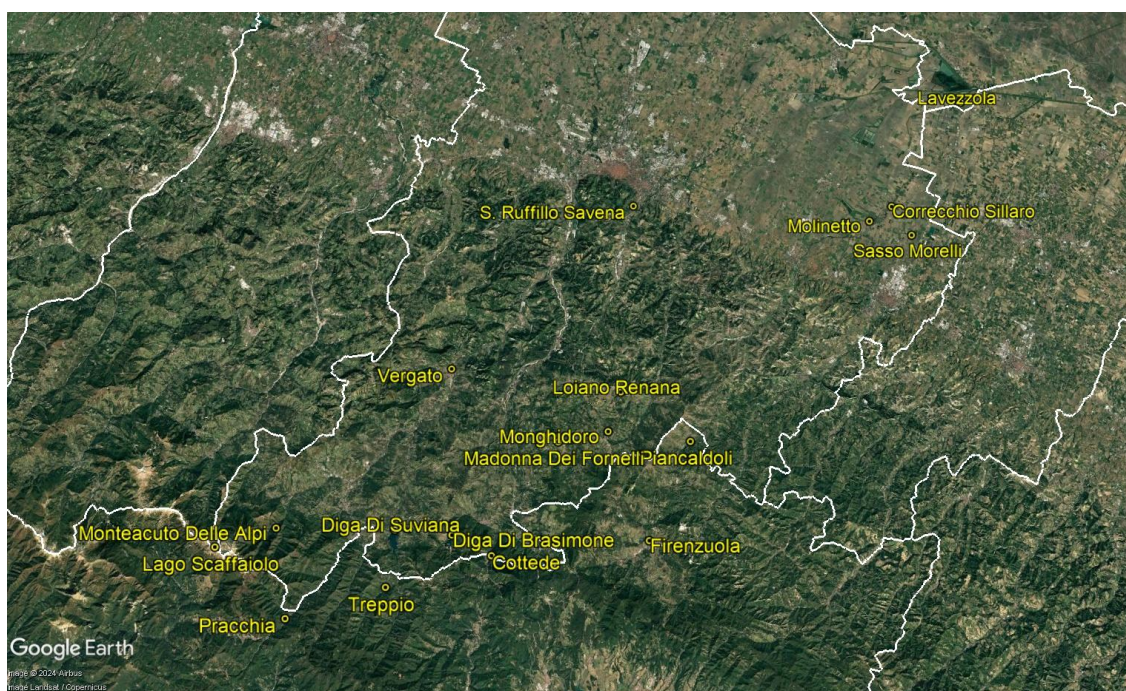 Lavezzola
S. Ruffillo Savena
Correcchio Sillaro
Molinetto
Sasso Morelli
Vergato
Loiano Renana
Monghidoro
Madonna Dei Fornelli
Piancaldoli
Monteacuto Delle Alpi
Diga Di Suviana
Diga Di Brasimone
Firenzuola
Lago Scaffaiolo
Cottede
Treppio
Pracchia
Google Earth
Image © 2024 Airbus
Image Landsat / Copernicus